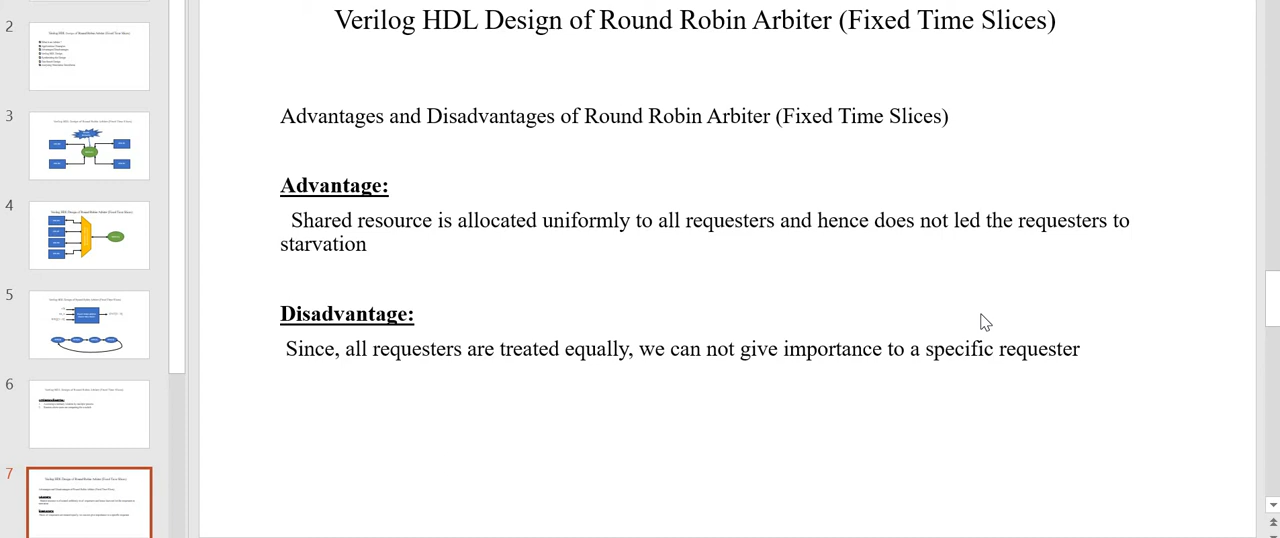 2
3
4
5
6
7
Verilog HDL Design of Round Robin Arbiter (Fixed Time Slices)
Advantages and Disadvantages of Round Robin Arbiter (Fixed Time Slices)
Advantage:
Shared resource is allocated uniformly to all requesters and hence does not led the requesters to
starvation
Disadvantage:
Since, all requesters are treated equally, we can not give importance to a specific requester